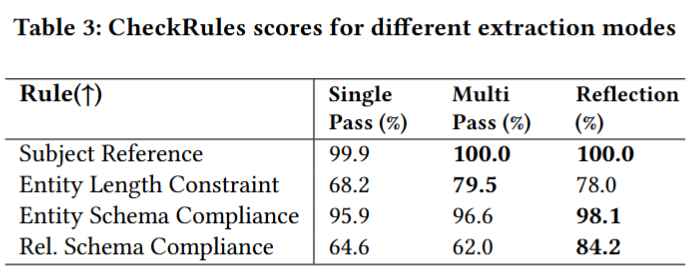 Table 3: CheckRules scores for different extraction modes
Rule(↑) Single Pass (%) Multi Pass (%) Reflection (%)
Subject Reference 99.9 100.0 100.0
Entity Length Constraint 68.2 79.5 78.0
Entity Schema Compliance 95.9 96.6 98.1
Rel. Schema Compliance 64.6 62.0 84.2